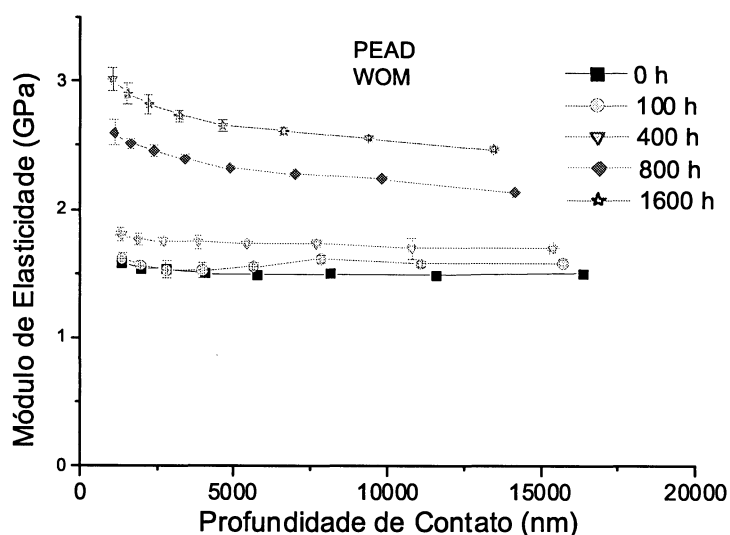 PEAD
WOM
0 h
100 h
400 h
800 h
1600 h
Módulo de Elasticidade (GPa)
3
2
1
0
0
5000
10000
15000
20000
Profundidade de Contato (nm)